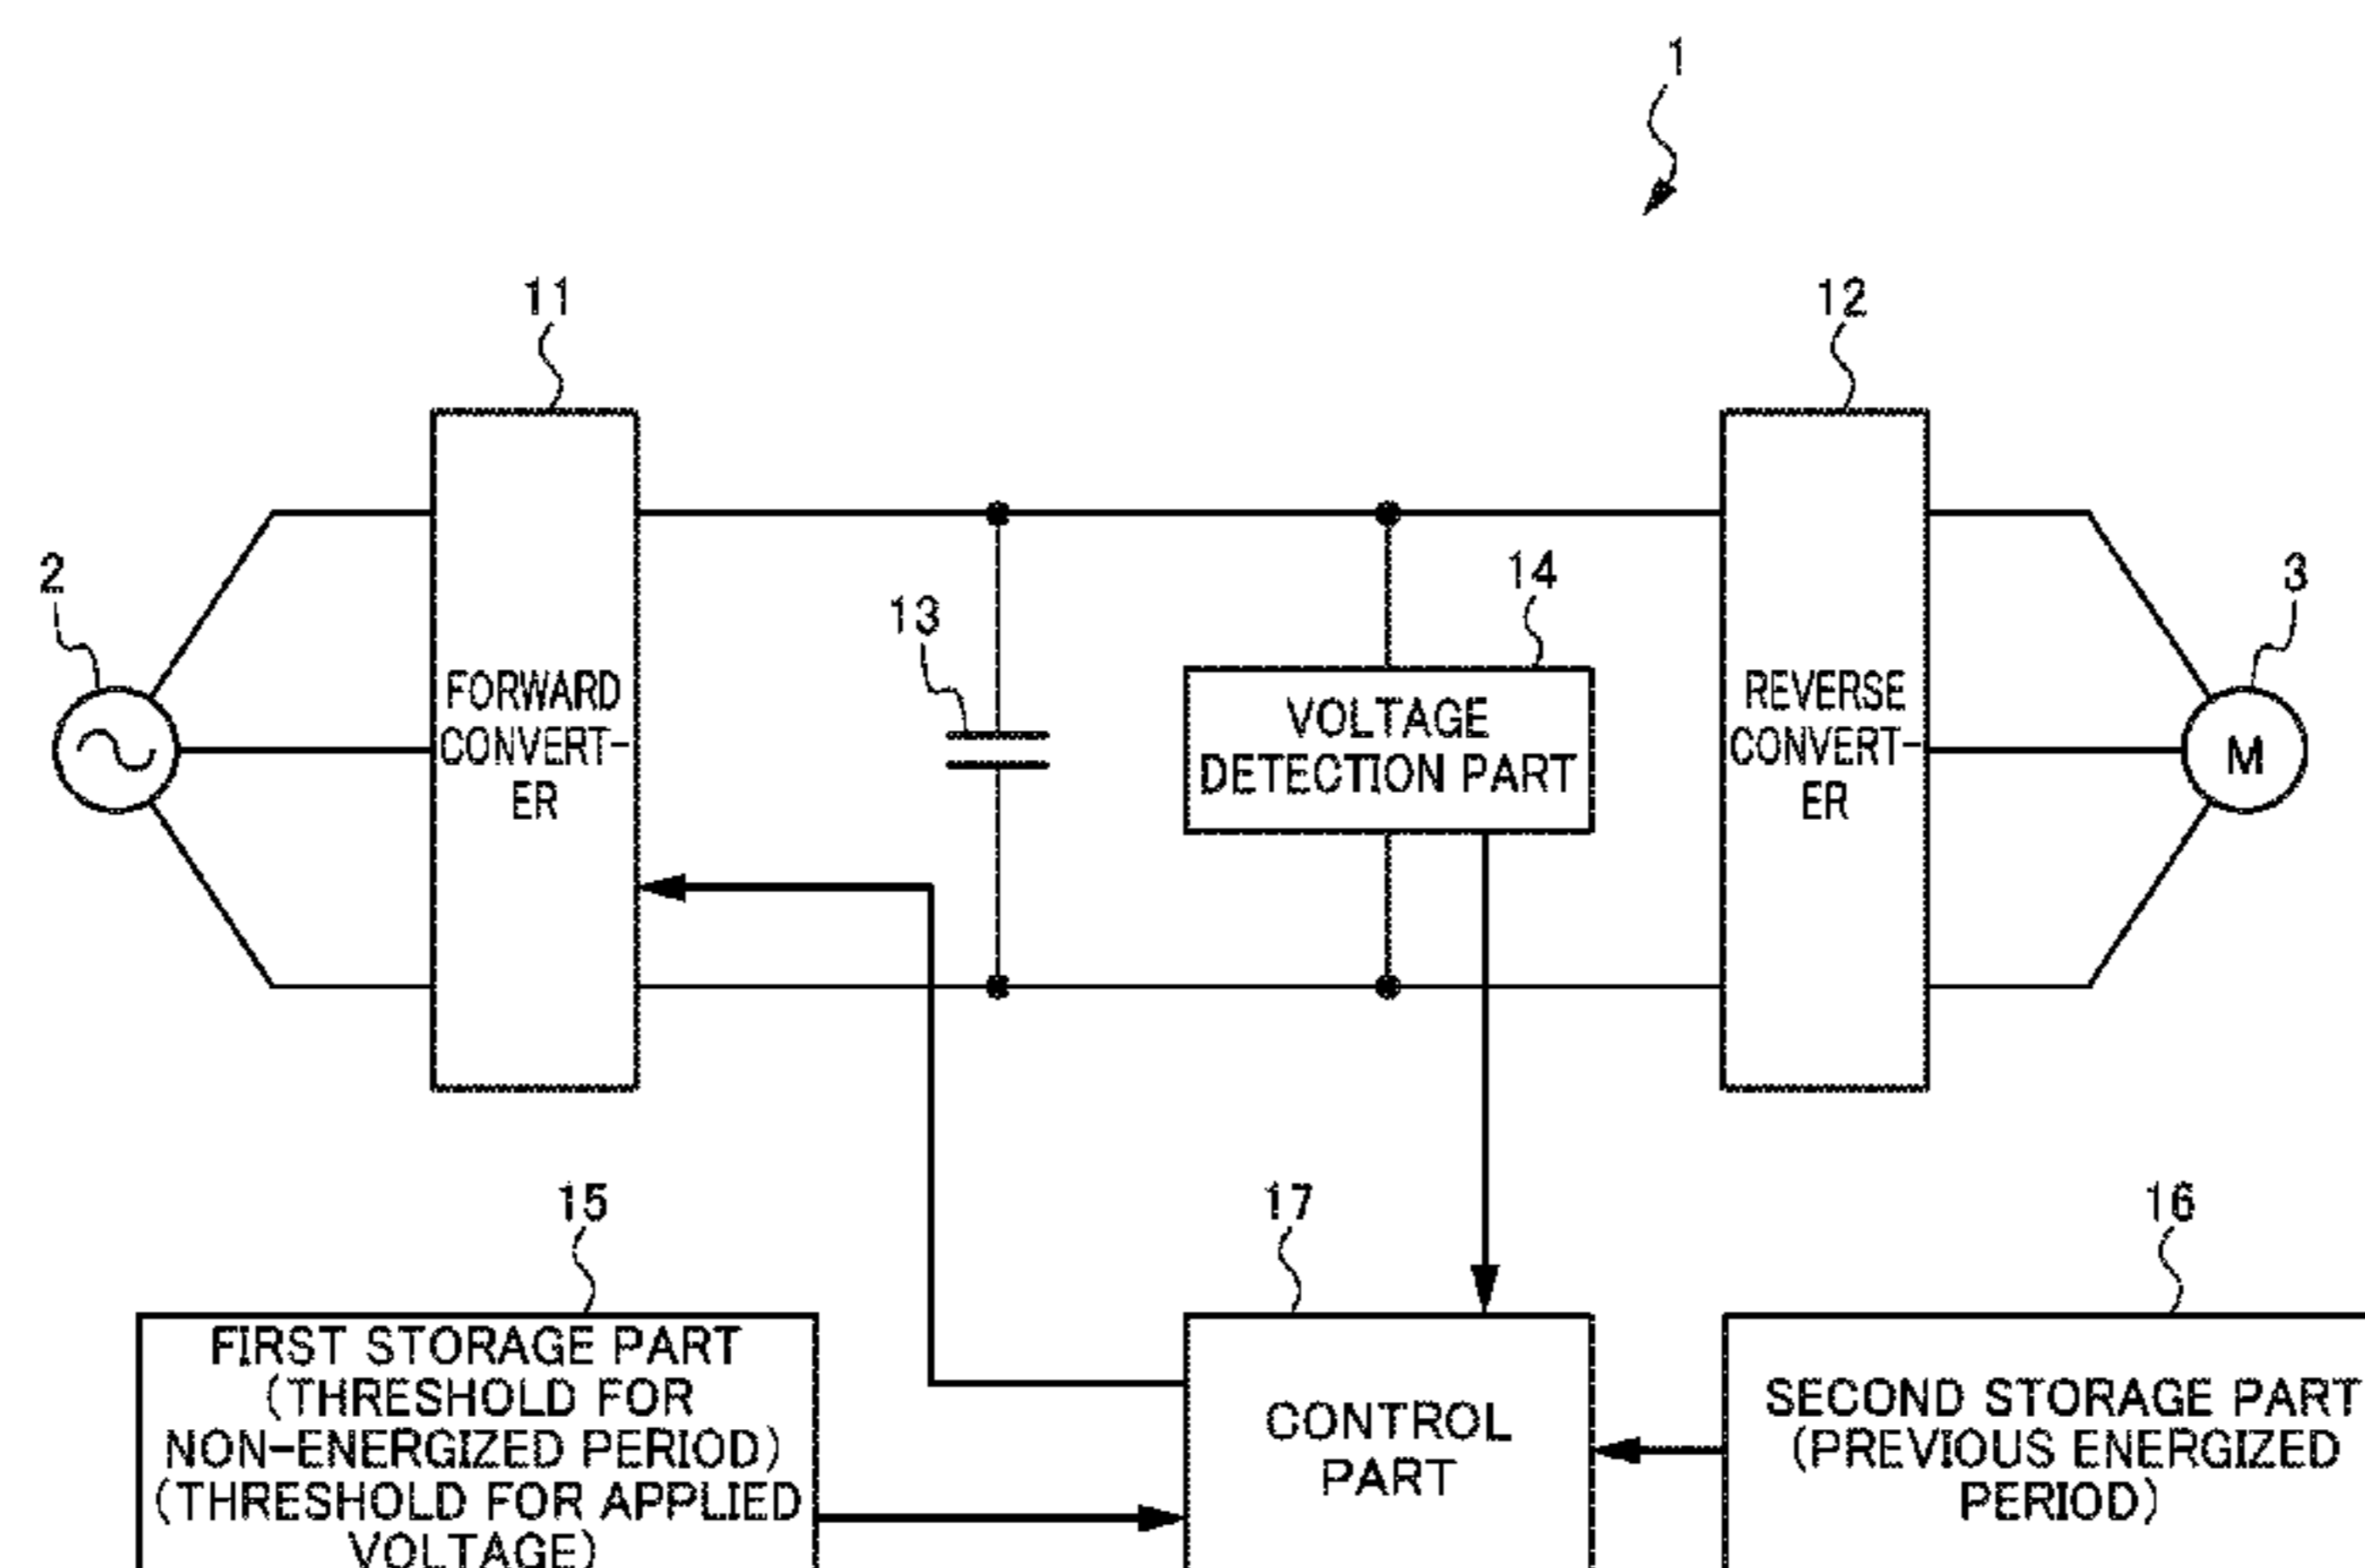 1
11
12
2
13
14
3
FORWARD
CONVERT-
ER
VOLTAGE
DETECTION PART
REVERSE
CONVERT-
ER
M
15
17
16
FIRST STORAGE PART
(THRESHOLD FOR
NON-ENERGIZED PERIOD)
(THRESHOLD FOR APPLIED
VOLTAGE)
CONTROL
PART
SECOND STORAGE PART
(PREVIOUS ENERGIZED
PERIOD)